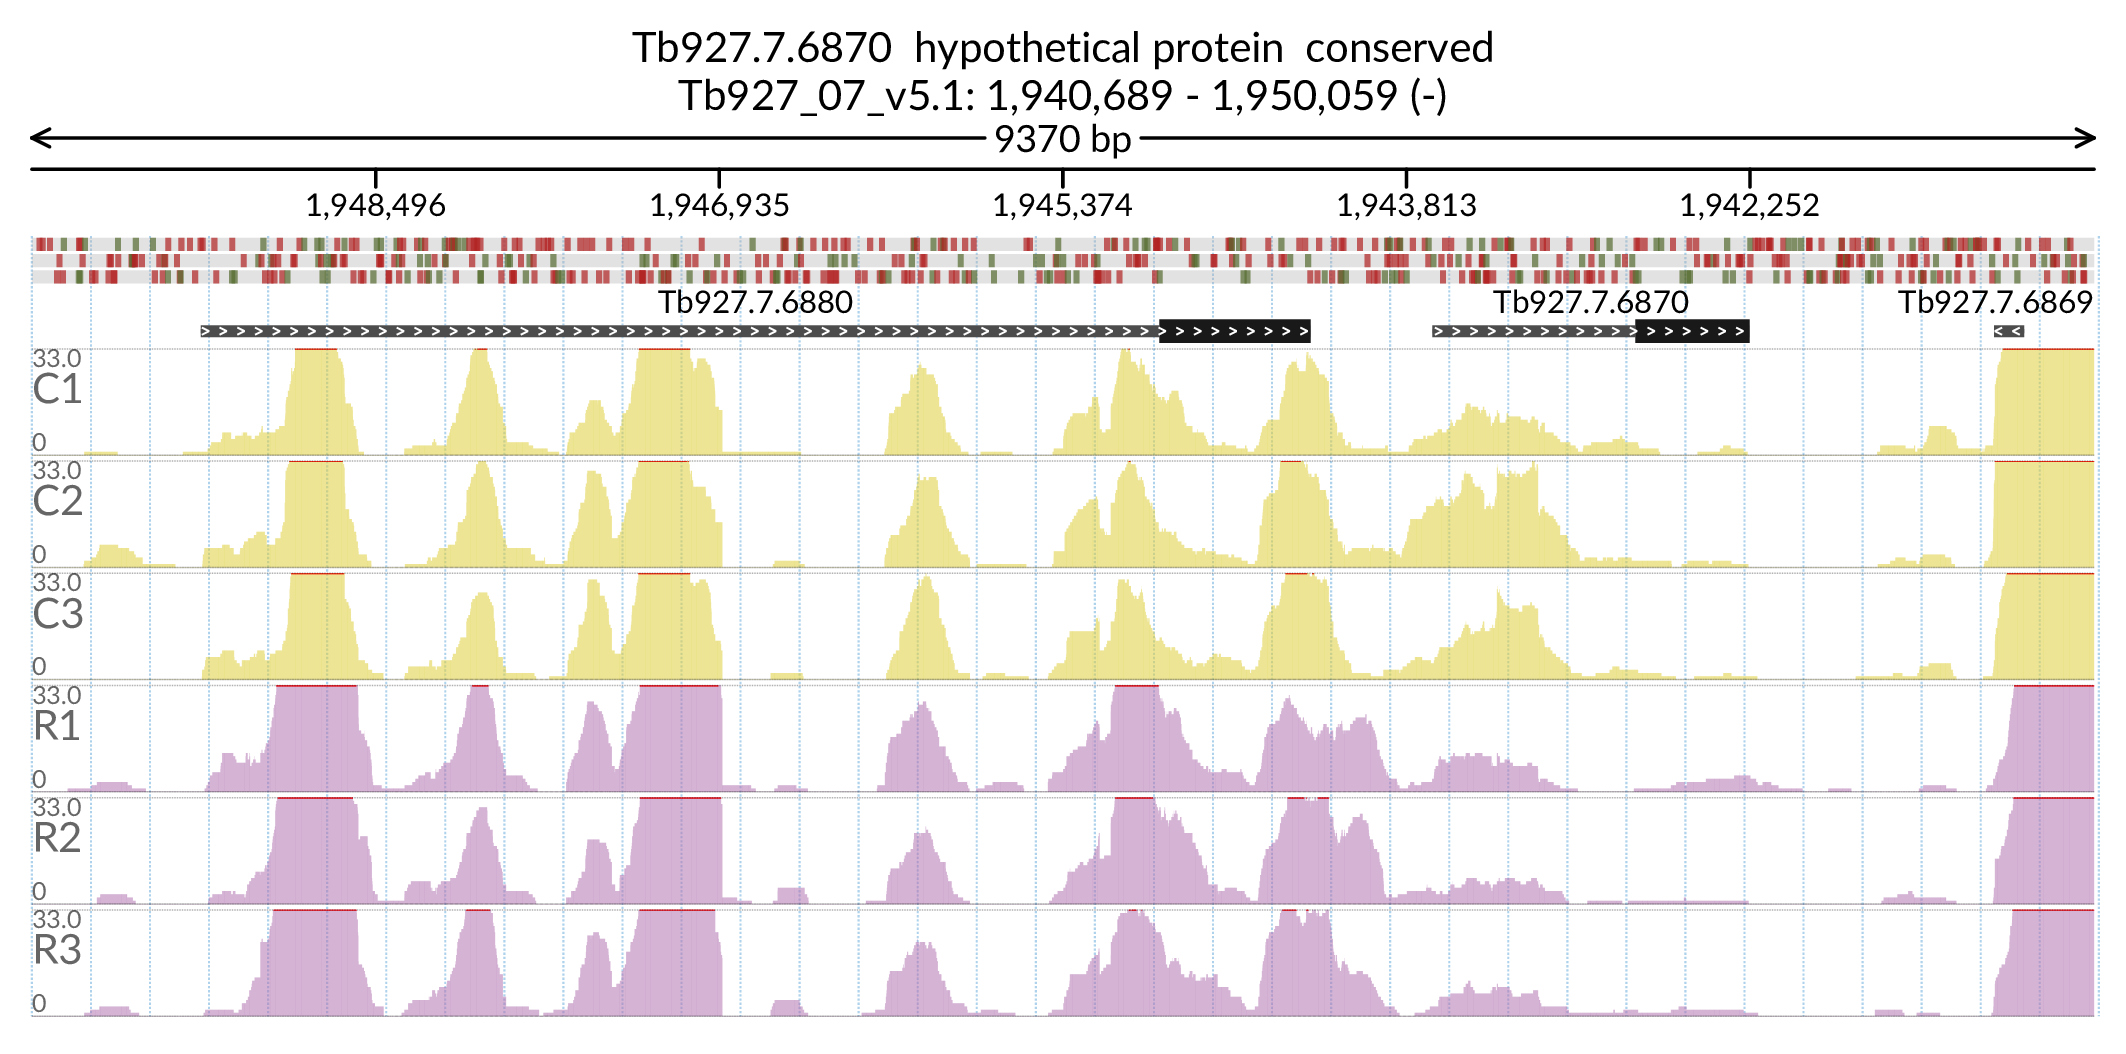 Tb927.7.6870 hypothetical protein conserved
Tb927_07_v5.1: 1,940,689 - 1,950,059 (-)
9370 bp
1,948,496 1,946,935 1,945,374 1,943,813 1,942,252
Tb927.7.6880 Tb927.7.6870 Tb927.7.6869
33.0
C1
0
33.0
C2
0
33.0
C3
0
33.0
R1
0
33.0
R2
0
33.0
R3
0